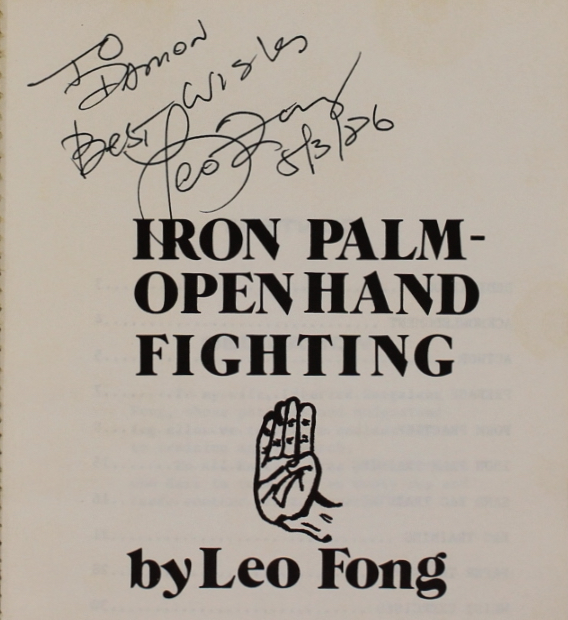 TO
DAMON
BEST WISHES
Leo Fong
8/3/86
IRON PALM-
OPEN HAND
FIGHTING
by Leo Fong